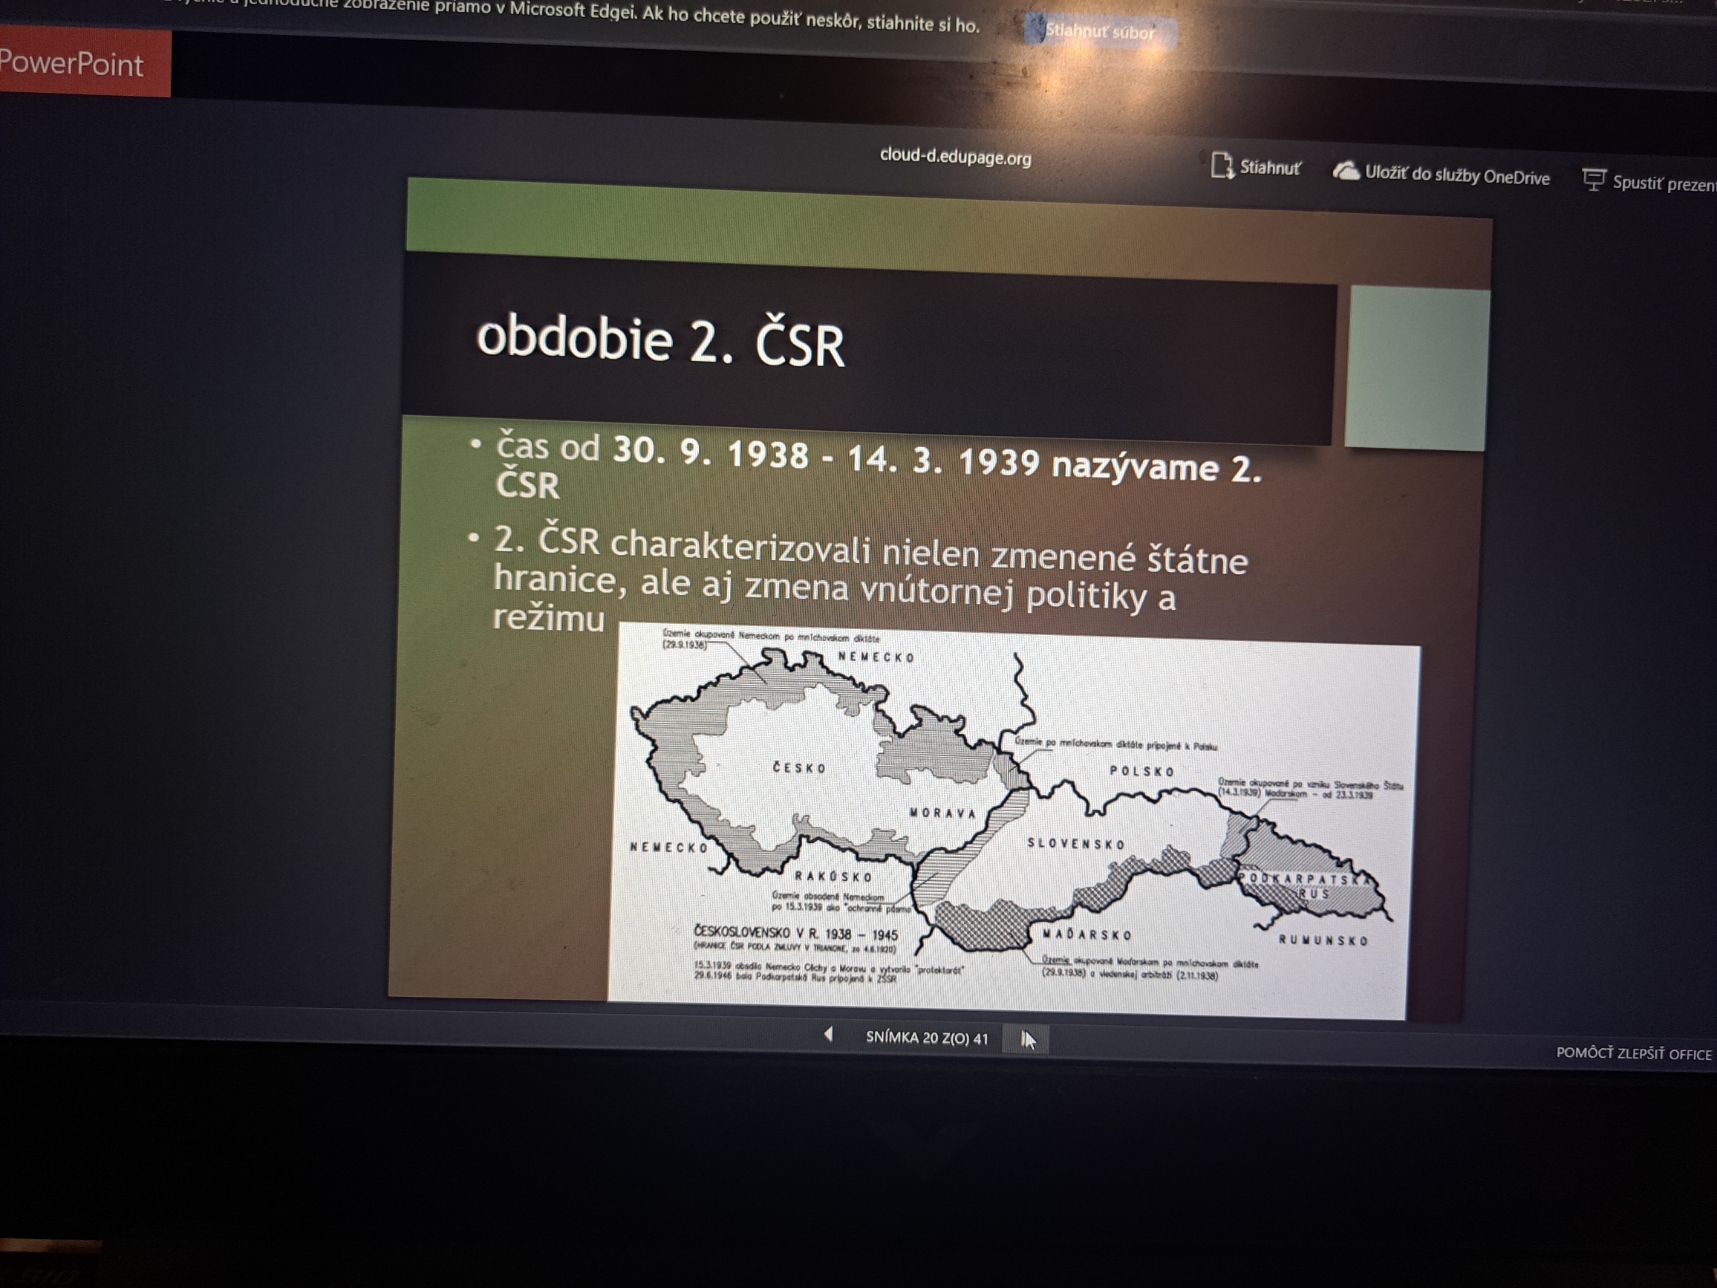 zobrazenie priamo v Microsoft Edgei. Ak ho chcete použiť neskôr, stiahnite si ho.
Stiahnuť súbor
PowerPoint
cloud-d.edupage.org
Stiahnuť
Uložiť do služby OneDrive
Spustiť prezen
obdobie 2. ČSR
• čas od 30. 9. 1938 - 14. 3. 1939 nazývame 2.
ČSR
• 2. ČSR charakterizovali nielen zmenené štátne
hranice, ale aj zmena vnútornej politiky a
režimu
Územie okupované Nemeckom po mníchovskom diktáte
(29.9.1938)
NEMECKO
Územie po mníchovskom diktáte pripojené k Poľsku
ČESKO
POLSKO
Územie okupované po vzniku Slovenského Štátu
(14.3.1939) Maďarskom - od 23.3.1939
MORAVA
SLOVENSKO
NEMECKO
RAKÚSKO
PODKARPATSKÁ
RUS
Územie obsadené Nemeckom
po 15.3.1939 ako "ochranné pásmo"
ČESKOSLOVENSKO V R. 1938 - 1945
(HRANICE ČSR PODĽA ZMLUVY V TRIANONE, zo 4.6.1920)
MAĎARSKO
RUMUNSKO
15.3.1939 obsadilo Nemecko Čechy a Moravu a vytvorilo "protektorát"
29.6.1946 bola Podkarpatská Rus pripojená k ZSSR
Územie okupované Maďarskom po mníchovskom diktáte
(29.9.1938) a viedenskej arbitráži (2.11.1938)
SNÍMKA 20 Z(O) 41
POMÔCŤ ZLEPŠIŤ OFFICE